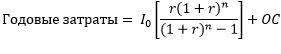 Годовые затраты = I₀ [r(1 + r)ⁿ / ((1 + r)ⁿ − 1)] + OC